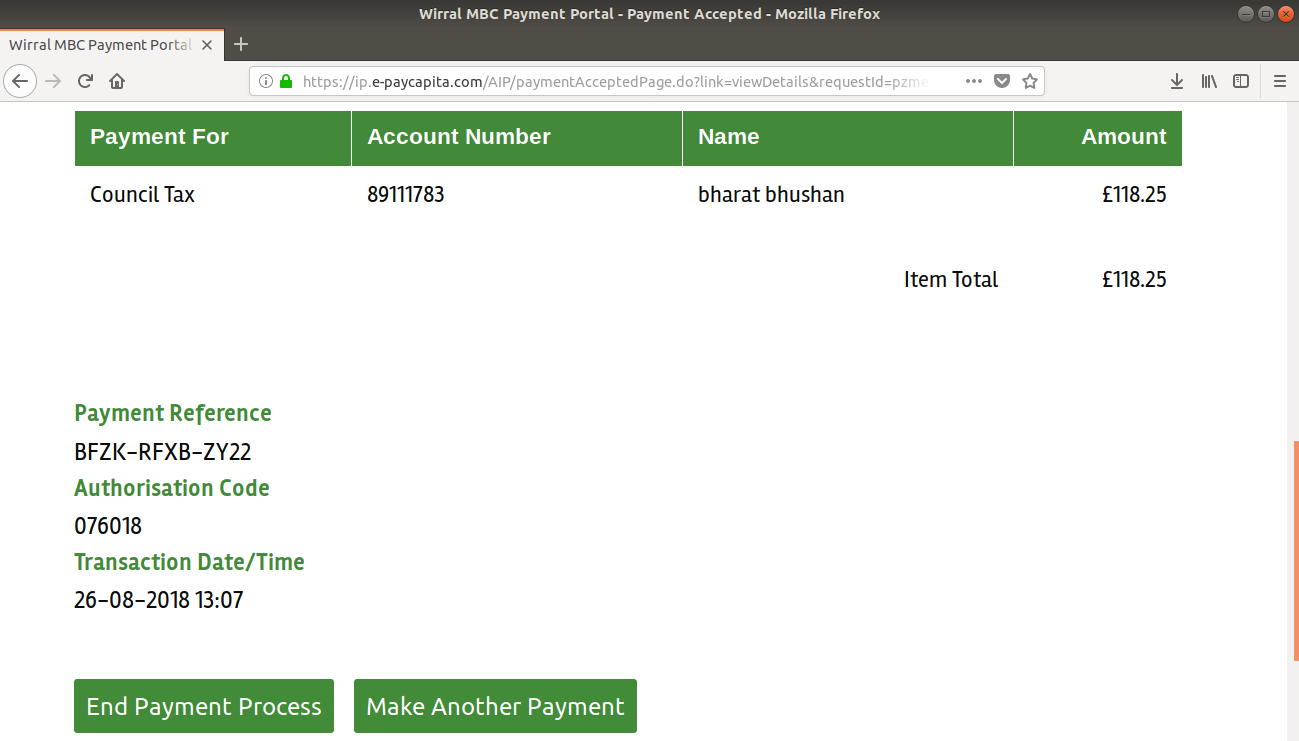 Wirral MBC Payment Portal - Payment Accepted - Mozilla Firefox
Wirral MBC Payment Portal
https://ip.e-paycapita.com/AIP/paymentAcceptedPage.do?link=viewDetails&requestId=pzme
Payment For Account Number Name Amount
Council Tax 89111783 bharat bhushan £118.25
Item Total £118.25
Payment Reference
BFZK-RFXB-ZY22
Authorisation Code
076018
Transaction Date/Time
26-08-2018 13:07
End Payment Process Make Another Payment